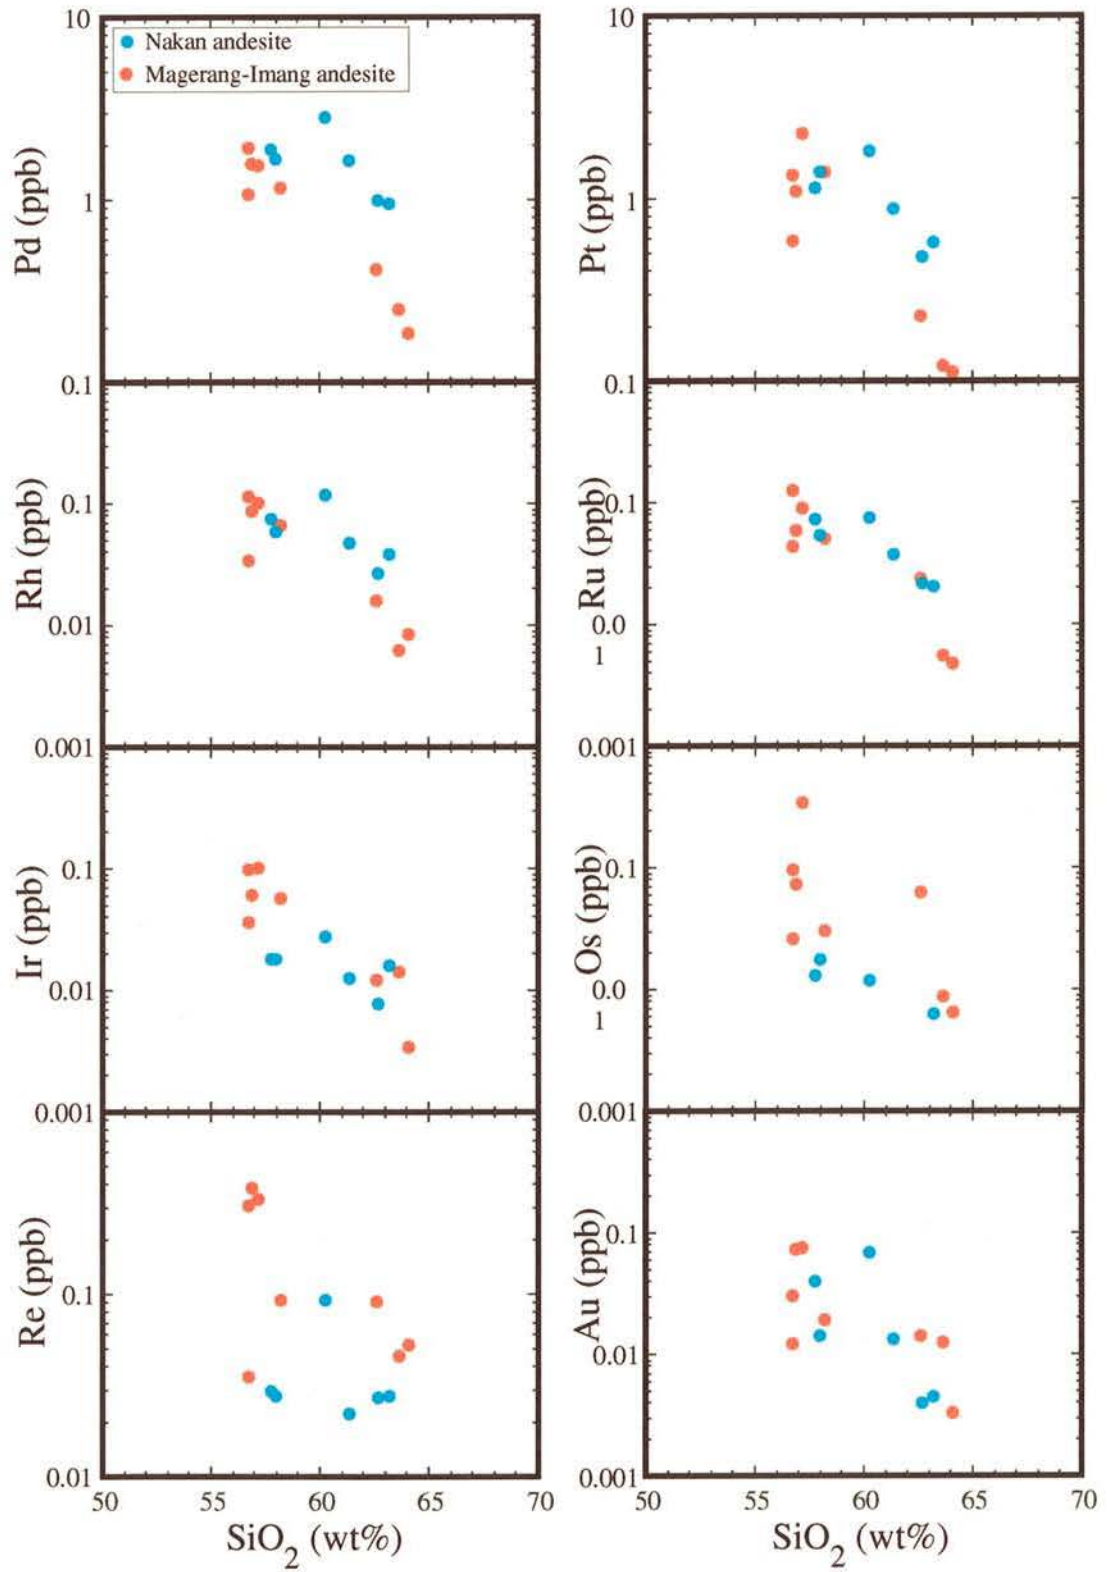 10
Nakan andesite
Magerang-Imang andesite
Pd (ppb)
1
0.1
10
Pt (ppb)
1
0.1
Rh (ppb)
0.1
0.01
0.001
Ru (ppb)
0.1
0.0
1
0.001
Ir (ppb)
0.1
0.01
0.001
Os (ppb)
0.1
0.0
1
0.001
Re (ppb)
0.1
0.01
Au (ppb)
0.1
0.01
0.001
50 55 60 65 70
SiO2 (wt%)
50 55 60 65 70
SiO2 (wt%)